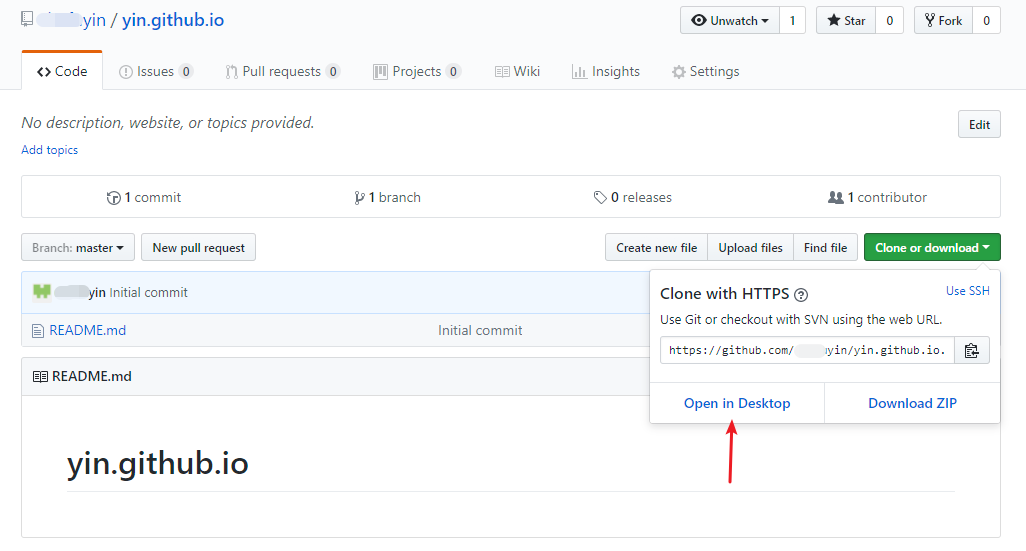 yin / yin.github.io
Unwatch 1 Star 0 Fork 0
Code Issues 0 Pull requests 0 Projects 0 Wiki Insights Settings
No description, website, or topics provided.
Edit
Add topics
1 commit 1 branch 0 releases 1 contributor
Branch: master New pull request Create new file Upload files Find file Clone or download
yin Initial commit
README.md Initial commit
README.md
yin.github.io
Clone with HTTPS ? Use SSH
Use Git or checkout with SVN using the web URL.
https://github.com/ yin/yin.github.io.
Open in Desktop Download ZIP